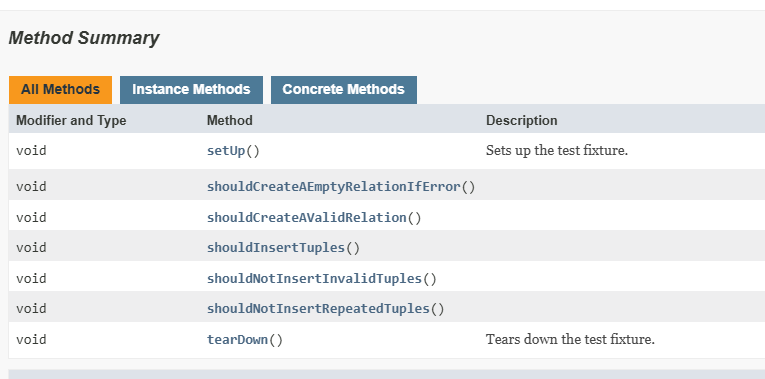 Method Summary
All Methods Instance Methods Concrete Methods
Modifier and Type Method Description
void setUp() Sets up the test fixture.
void shouldCreateAEmptyRelationIfError()
void shouldCreateAValidRelation()
void shouldInsertTuples()
void shouldNotInsertInvalidTuples()
void shouldNotInsertRepeatedTuples()
void tearDown() Tears down the test fixture.